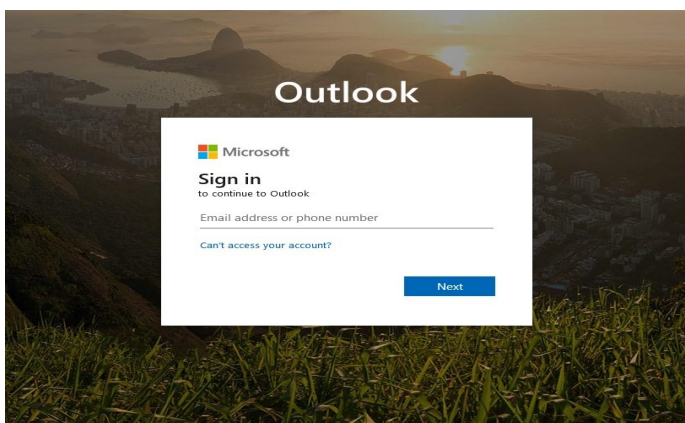 Outlook
Microsoft
Sign in
to continue to Outlook
Email address or phone number
Can't access your account?
Next